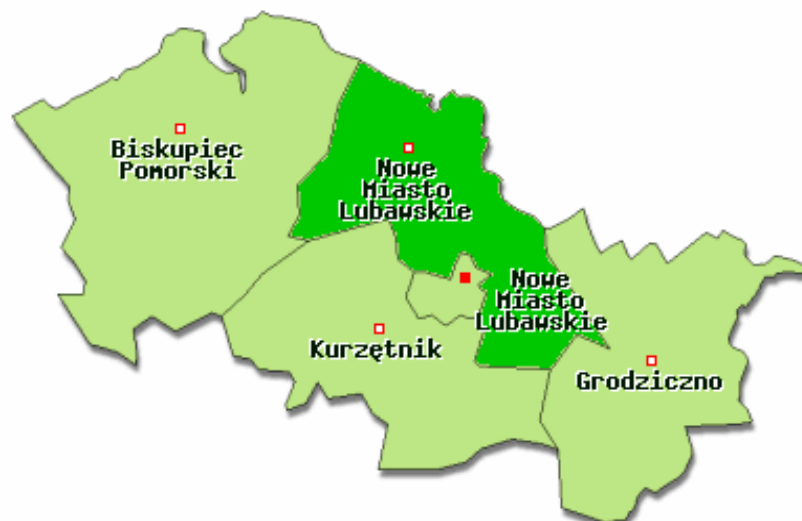 Biskupiec
Pomorski
Nowe
Miasto
Lubawskie
Nowe
Miasto
Lubawskie
Kurzętnik
Grodziczno